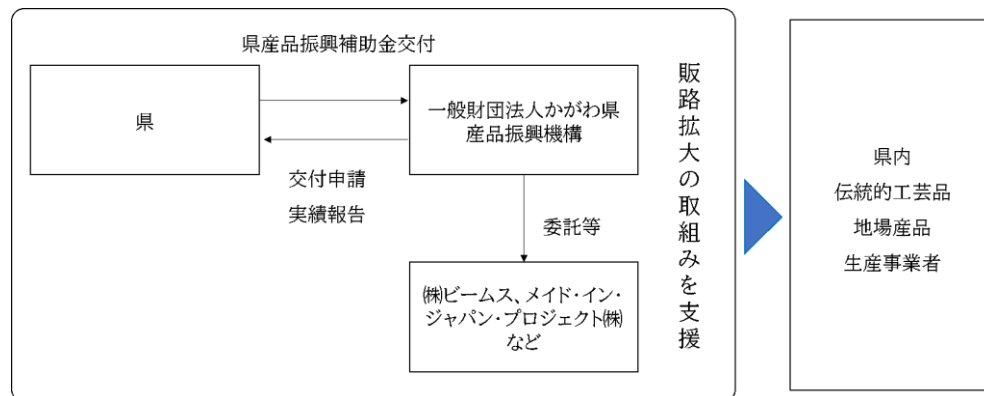 県産品振興補助金交付
県
一般財団法人かがわ県
産品振興機構
交付申請
実績報告
委託等
㈱ビームス、メイド・イン・
ジャパン・プロジェクト㈱
など
販路拡大の取組みを支援
県内
伝統的工芸品
地場産品
生産事業者